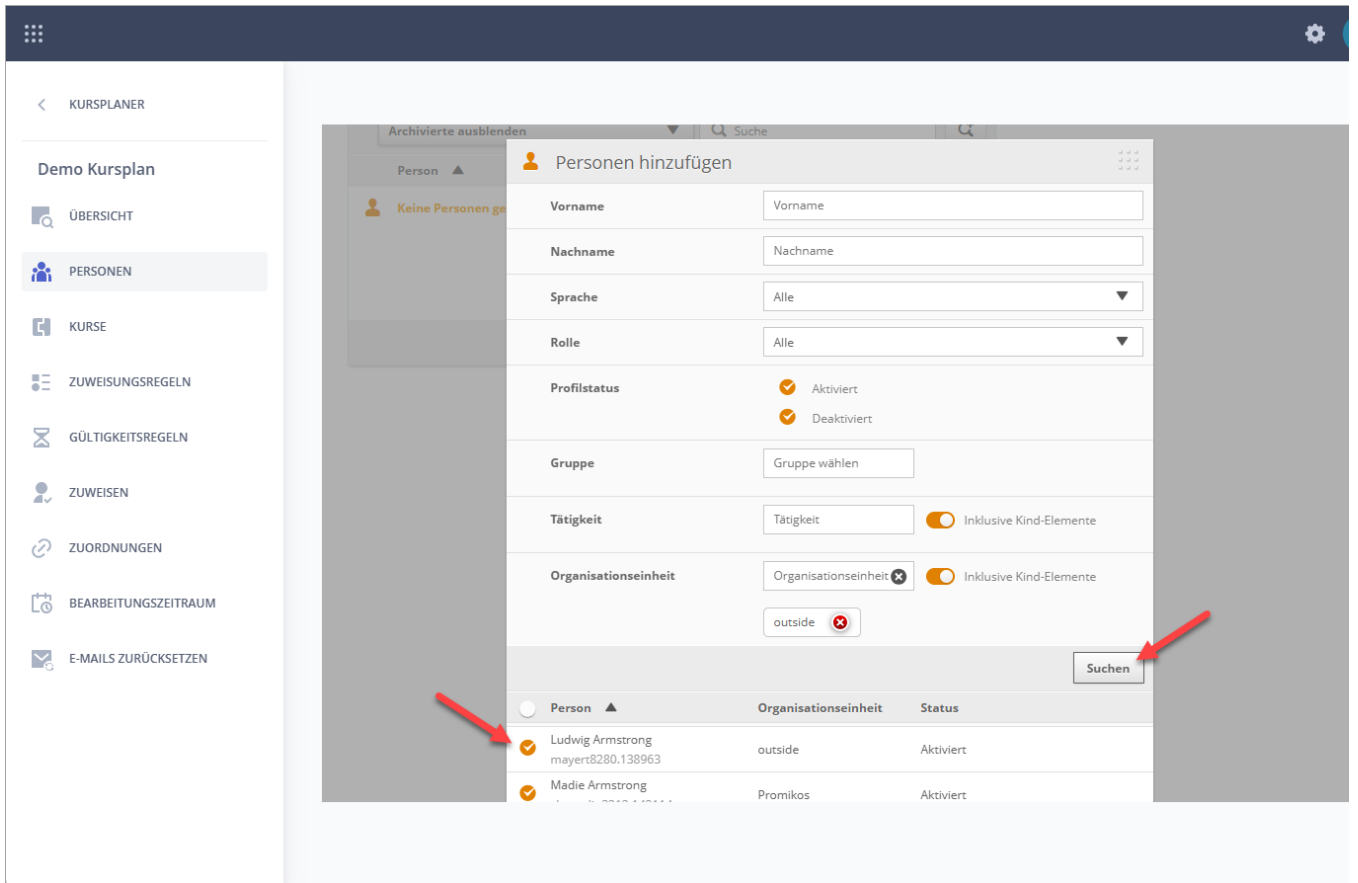 KURSPLANER
Demo Kursplan
ÜBERSICHT
PERSONEN
KURSE
ZUWEISUNGSREGELN
GÜLTIGKEITSREGELN
ZUWEISEN
ZUORDNUNGEN
BEARBEITUNGSZEITRAUM
E-MAILS ZURÜCKSETZEN
Archivierte ausblenden Suche
Person
Keine Personen
Personen hinzufügen
Vorname Vorname
Nachname Nachname
Sprache Alle
Rolle Alle
Profilstatus Aktiviert
Deaktiviert
Gruppe Gruppe wählen
Tätigkeit Tätigkeit Inklusive Kind-Elemente
Organisationseinheit Organisationseinheit Inklusive Kind-Elemente
outside
Suchen
Person Organisationseinheit Status
Ludwig Armstrong
mayert8280.138963 outside Aktiviert
Madie Armstrong
Promikos Aktiviert